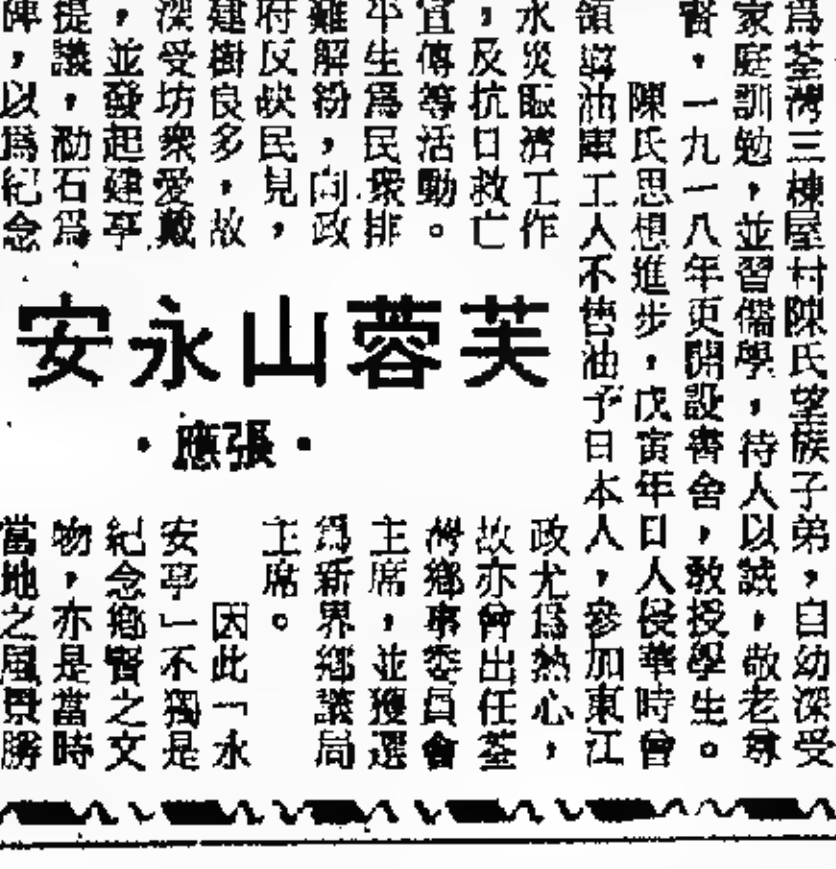 為荃灣三棟屋村陳氏望族子弟，自幼深受
家庭訓勉，並習儒學，待人以誠，敬老尊
賢，一九一八年更開設書舍，教授學生。
陳氏思想進步，戊寅年日人侵華時曾
領導油庫工人不售油予日本人，參加東江
水災賑濟工作
，反抗日救亡
宣傳等活動。
平生爲民衆排
難解紛，向政
府反映民見，
建樹良多，故
深受坊衆愛戴
，並發起建亭
提議，勒石爲
，以爲紀念
芙蓉山永安
・張應・
政尤爲熱心，
故亦曾出任荃
灣鄉事委員會
主席，並獲選
爲新界鄉議局
主席。
因此「永
安亭」不獨是
紀念鄉賢之文
物，亦是當時
當地之風景勝